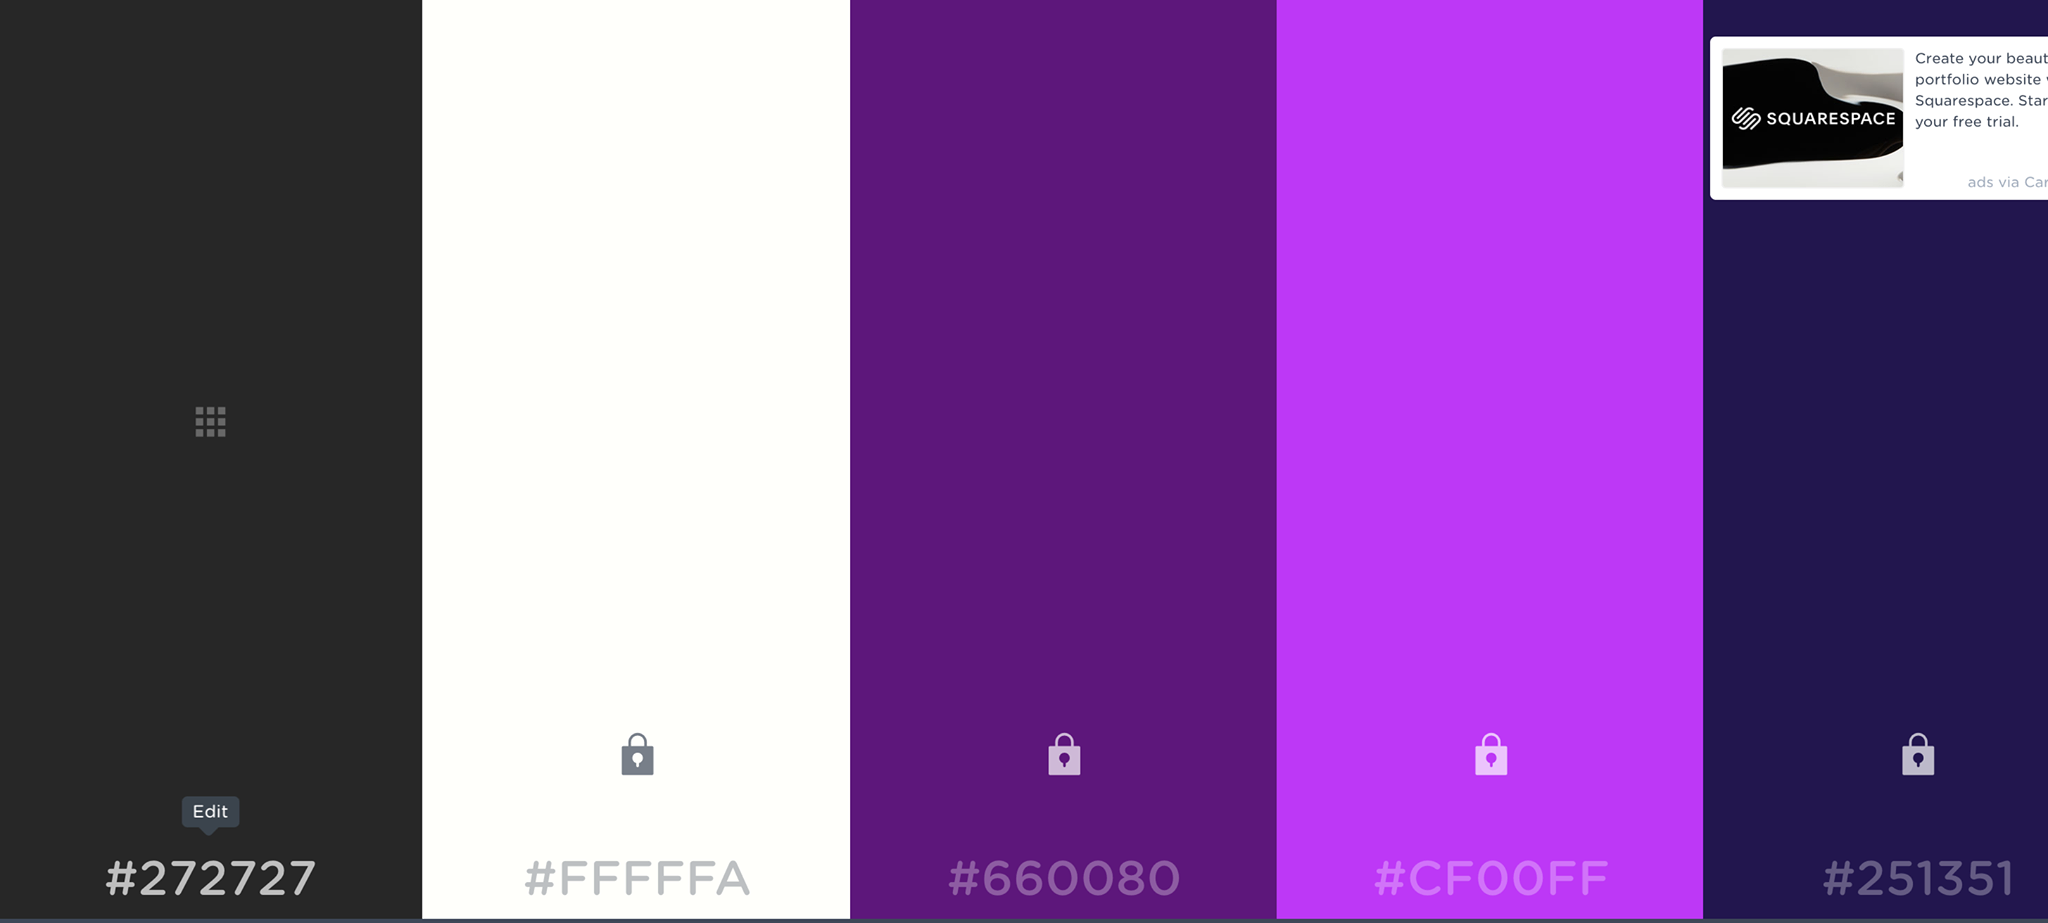 Create your beaut
portfolio website
Squarespace. Star
your free trial.
SQUARESPACE
ads via Car
Edit
#272727
#FFFFFA
#660080
#CF00FF
#251351